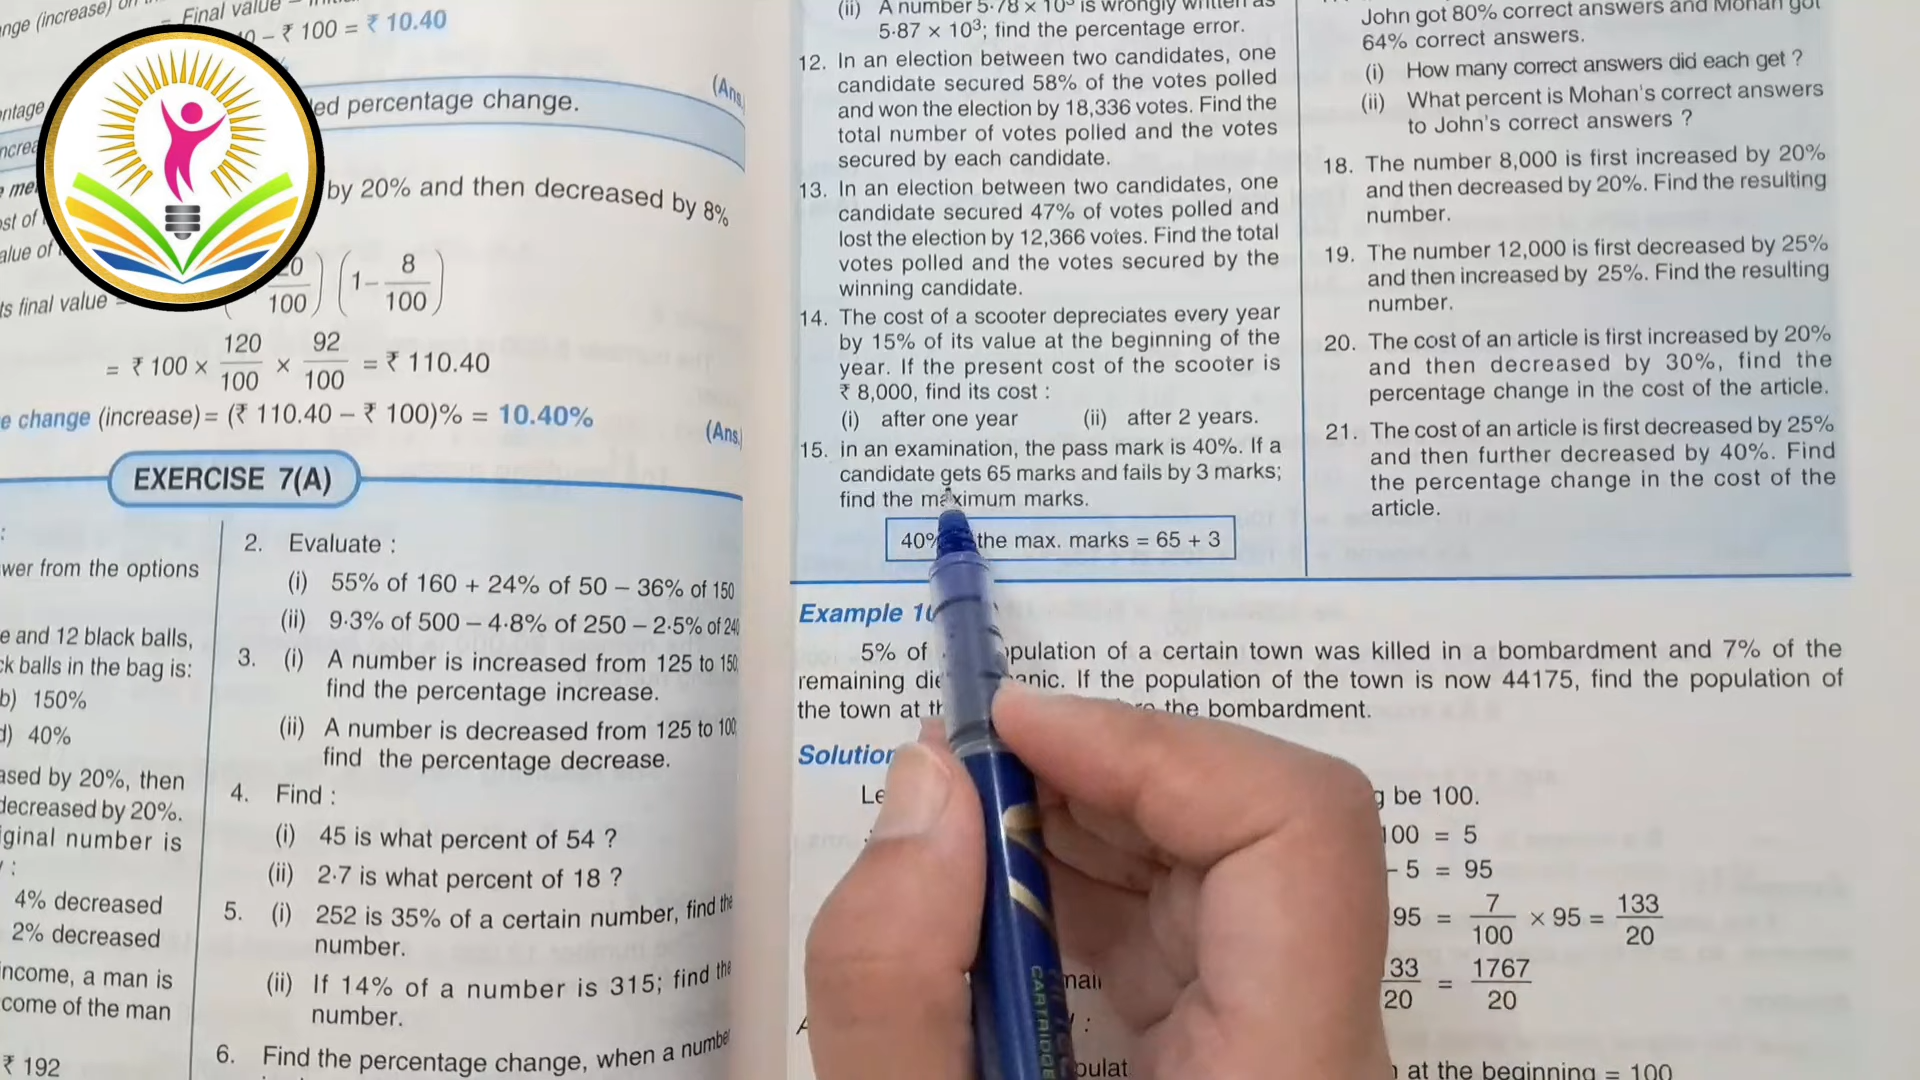 nge (increase)
Final value
– ₹ 100 = ₹ 10.40
(Ans.
ntage
ed percentage change.
by 20% and then decreased by 8%
ost of
alue of
ts final value
100
(1– 8/100)
= ₹ 100 × 120/100 × 92/100 = ₹ 110.40
e change (increase) = (₹ 110.40 – ₹ 100)% = 10.40%
(Ans.
EXERCISE 7(A)
:
wer from the options
e and 12 black balls,
ck balls in the bag is:
b) 150%
d) 40%
ased by 20%, then
decreased by 20%.
iginal number is
:
4% decreased
2% decreased
income, a man is
come of the man
₹ 192
2. Evaluate :
(i) 55% of 160 + 24% of 50 – 36% of 150
(ii) 9·3% of 500 – 4·8% of 250 – 2·5% of 240
3. (i) A number is increased from 125 to 150;
find the percentage increase.
(ii) A number is decreased from 125 to 100;
find the percentage decrease.
4. Find :
(i) 45 is what percent of 54 ?
(ii) 2·7 is what percent of 18 ?
5. (i) 252 is 35% of a certain number, find the
number.
(ii) If 14% of a number is 315; find the
number.
6. Find the percentage change, when a number
(ii) A number 5·78 × 10³ is wrongly written as
5·87 × 10³; find the percentage error.
12. In an election between two candidates, one
candidate secured 58% of the votes polled
and won the election by 18,336 votes. Find the
total number of votes polled and the votes
secured by each candidate.
13. In an election between two candidates, one
candidate secured 47% of votes polled and
lost the election by 12,366 votes. Find the total
votes polled and the votes secured by the
winning candidate.
14. The cost of a scooter depreciates every year
by 15% of its value at the beginning of the
year. If the present cost of the scooter is
₹ 8,000, find its cost :
(i) after one year (ii) after 2 years.
15. In an examination, the pass mark is 40%. If a
candidate gets 65 marks and fails by 3 marks;
find the maximum marks.
40% the max. marks = 65 + 3
John got 80% correct answers and Mohan got
64% correct answers.
(i) How many correct answers did each get ?
(ii) What percent is Mohan's correct answers
to John's correct answers ?
18. The number 8,000 is first increased by 20%
and then decreased by 20%. Find the resulting
number.
19. The number 12,000 is first decreased by 25%
and then increased by 25%. Find the resulting
number.
20. The cost of an article is first increased by 20%
and then decreased by 30%, find the
percentage change in the cost of the article.
21. The cost of an article is first decreased by 25%
and then further decreased by 40%. Find
the percentage change in the cost of the
article.
Example 1
5% of pulation of a certain town was killed in a bombardment and 7% of the
remaining die anic. If the population of the town is now 44175, find the population of
the town at the bombardment.
Solution
Le g be 100.
100 = 5
– 5 = 95
95 = 7/100 × 95 = 133/20
33/20 = 1767/20
mai
:
pulat at the beginning = 100
CARTRIDGE